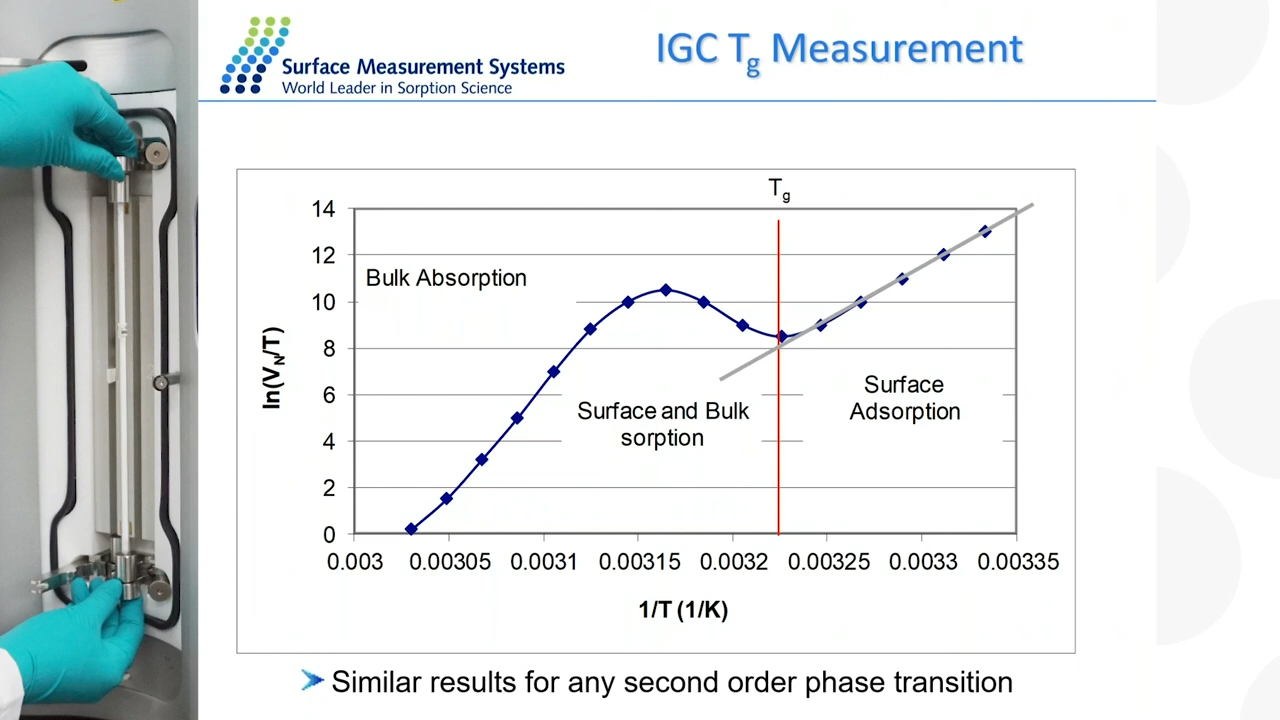 Surface Measurement Systems
World Leader in Sorption Science
IGC Tg Measurement
Tg
14
12
10
8
6
4
2
0
ln(VN/T)
Bulk Absorption
Surface and Bulk
sorption
Surface
Adsorption
0.003 0.00305 0.0031 0.00315 0.0032 0.00325 0.0033 0.00335
1/T (1/K)
Similar results for any second order phase transition